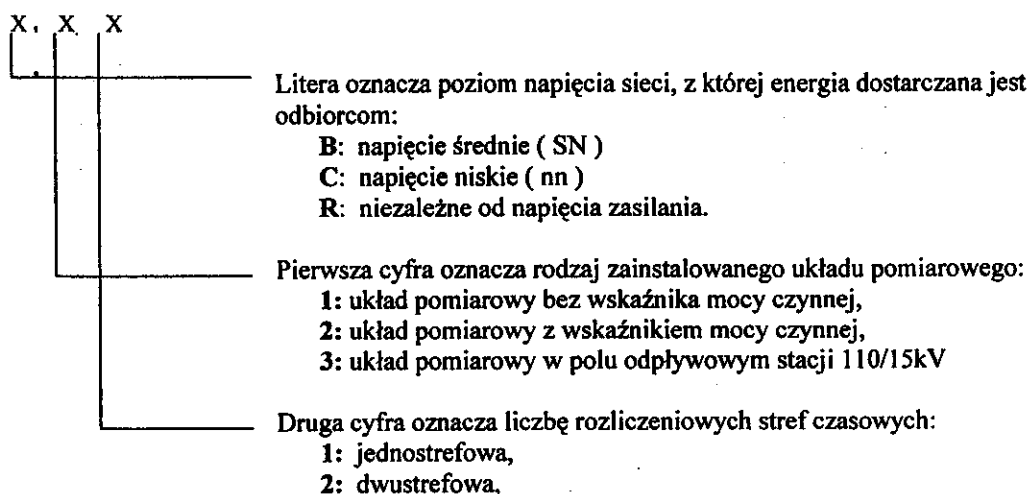 X. X X
Litera oznacza poziom napięcia sieci, z której energia dostarczana jest
odbiorcom:
B: napięcie średnie ( SN )
C: napięcie niskie ( nn )
R: niezależne od napięcia zasilania.
Pierwsza cyfra oznacza rodzaj zainstalowanego układu pomiarowego:
1: układ pomiarowy bez wskaźnika mocy czynnej,
2: układ pomiarowy z wskaźnikiem mocy czynnej,
3: układ pomiarowy w polu odpływowym stacji 110/15kV
Druga cyfra oznacza liczbę rozliczeniowych stref czasowych:
1: jednostrefowa,
2: dwustrefowa,